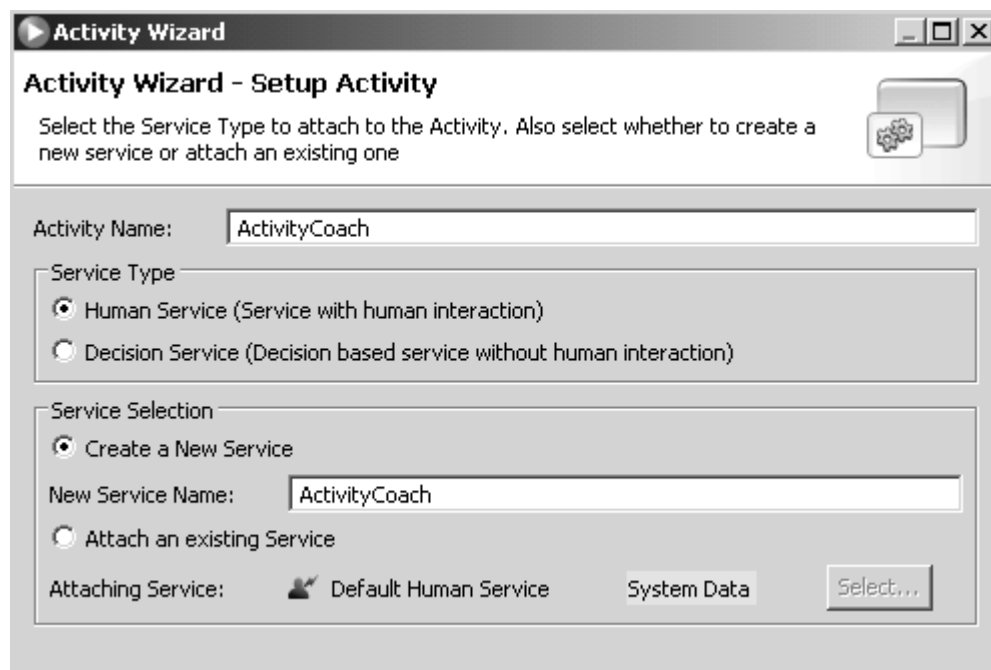 Activity Wizard
Activity Wizard - Setup Activity
Select the Service Type to attach to the Activity. Also select whether to create a
new service or attach an existing one
Activity Name: ActivityCoach
Service Type
Human Service (Service with human interaction)
Decision Service (Decision based service without human interaction)
Service Selection
Create a New Service
New Service Name: ActivityCoach
Attach an existing Service
Attaching Service: Default Human Service System Data Select...